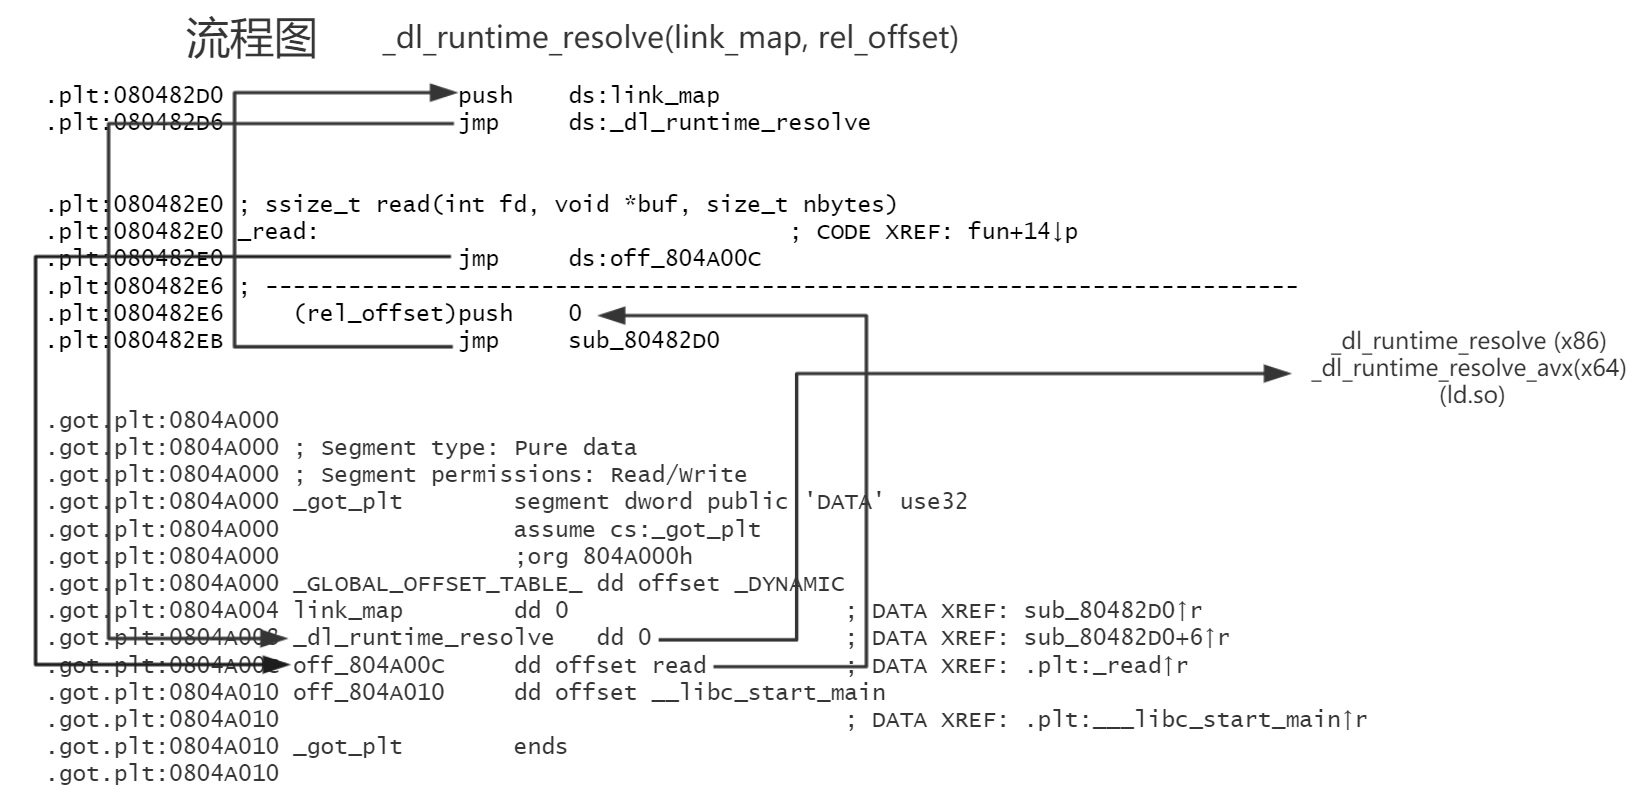 流程图 _dl_runtime_resolve(link_map, rel_offset)
.plt:080482D0 push ds:link_map
.plt:080482D6 jmp ds:_dl_runtime_resolve
.plt:080482E0 ; ssize_t read(int fd, void *buf, size_t nbytes)
.plt:080482E0 _read: ; CODE XREF: fun+14↓p
.plt:080482E0 jmp ds:off_804A00C
.plt:080482E6 ; ---------------------------------------------------------------------------
.plt:080482E6 (rel_offset)push 0
.plt:080482EB jmp sub_80482D0
_dl_runtime_resolve (x86)
_dl_runtime_resolve_avx(x64)
(ld.so)
.got.plt:0804A000
.got.plt:0804A000 ; Segment type: Pure data
.got.plt:0804A000 ; Segment permissions: Read/Write
.got.plt:0804A000 _got_plt segment dword public 'DATA' use32
.got.plt:0804A000 assume cs:_got_plt
.got.plt:0804A000 ;org 804A000h
.got.plt:0804A000 _GLOBAL_OFFSET_TABLE_ dd offset _DYNAMIC
.got.plt:0804A004 link_map dd 0 ; DATA XREF: sub_80482D0↑r
.got.plt:0804A008 _dl_runtime_resolve dd 0 ; DATA XREF: sub_80482D0+6↑r
.got.plt:0804A00C off_804A00C dd offset read ; DATA XREF: .plt:_read↑r
.got.plt:0804A010 off_804A010 dd offset __libc_start_main
.got.plt:0804A010 ; DATA XREF: .plt:___libc_start_main↑r
.got.plt:0804A010 _got_plt ends
.got.plt:0804A010